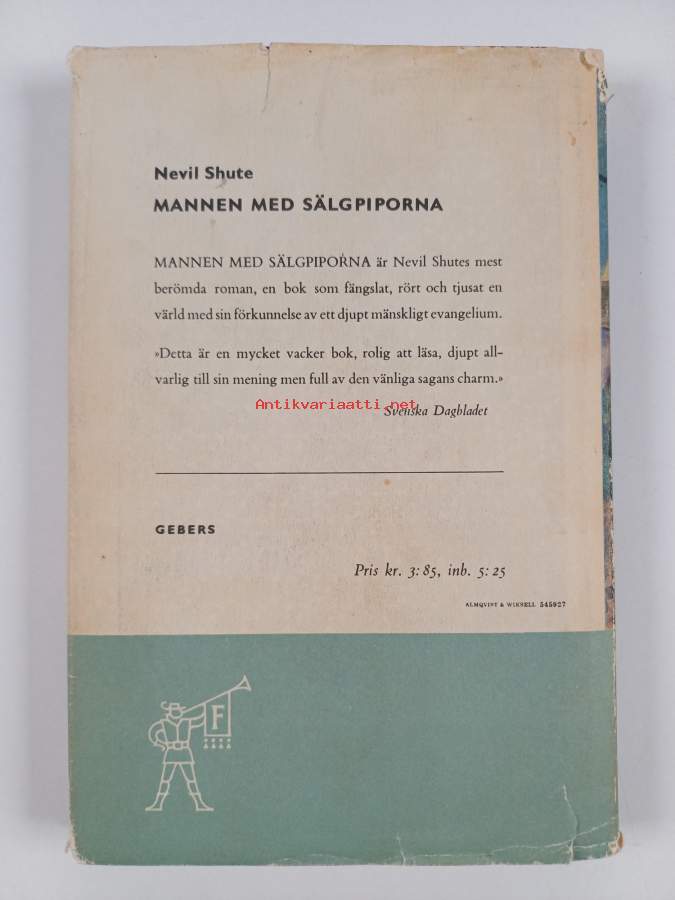 Nevil Shute
MANNEN MED SÄLGPIPORNA
MANNEN MED SÄLGPIPORNA är Nevil Shutes mest
berömda roman, en bok som fängslat, rört och tjusat en
värld med sin förkunnelse av ett djupt mänskligt evangelium.
»Detta är en mycket vacker bok, rolig att läsa, djupt all-
varlig till sin mening men full av den vänliga sagans charm.»
Antikvariaatti.net
Svenska Dagbladet
GEBERS
Pris kr. 3:85, inb. 5:25
ALMQVIST & WIKSELL 545927
F